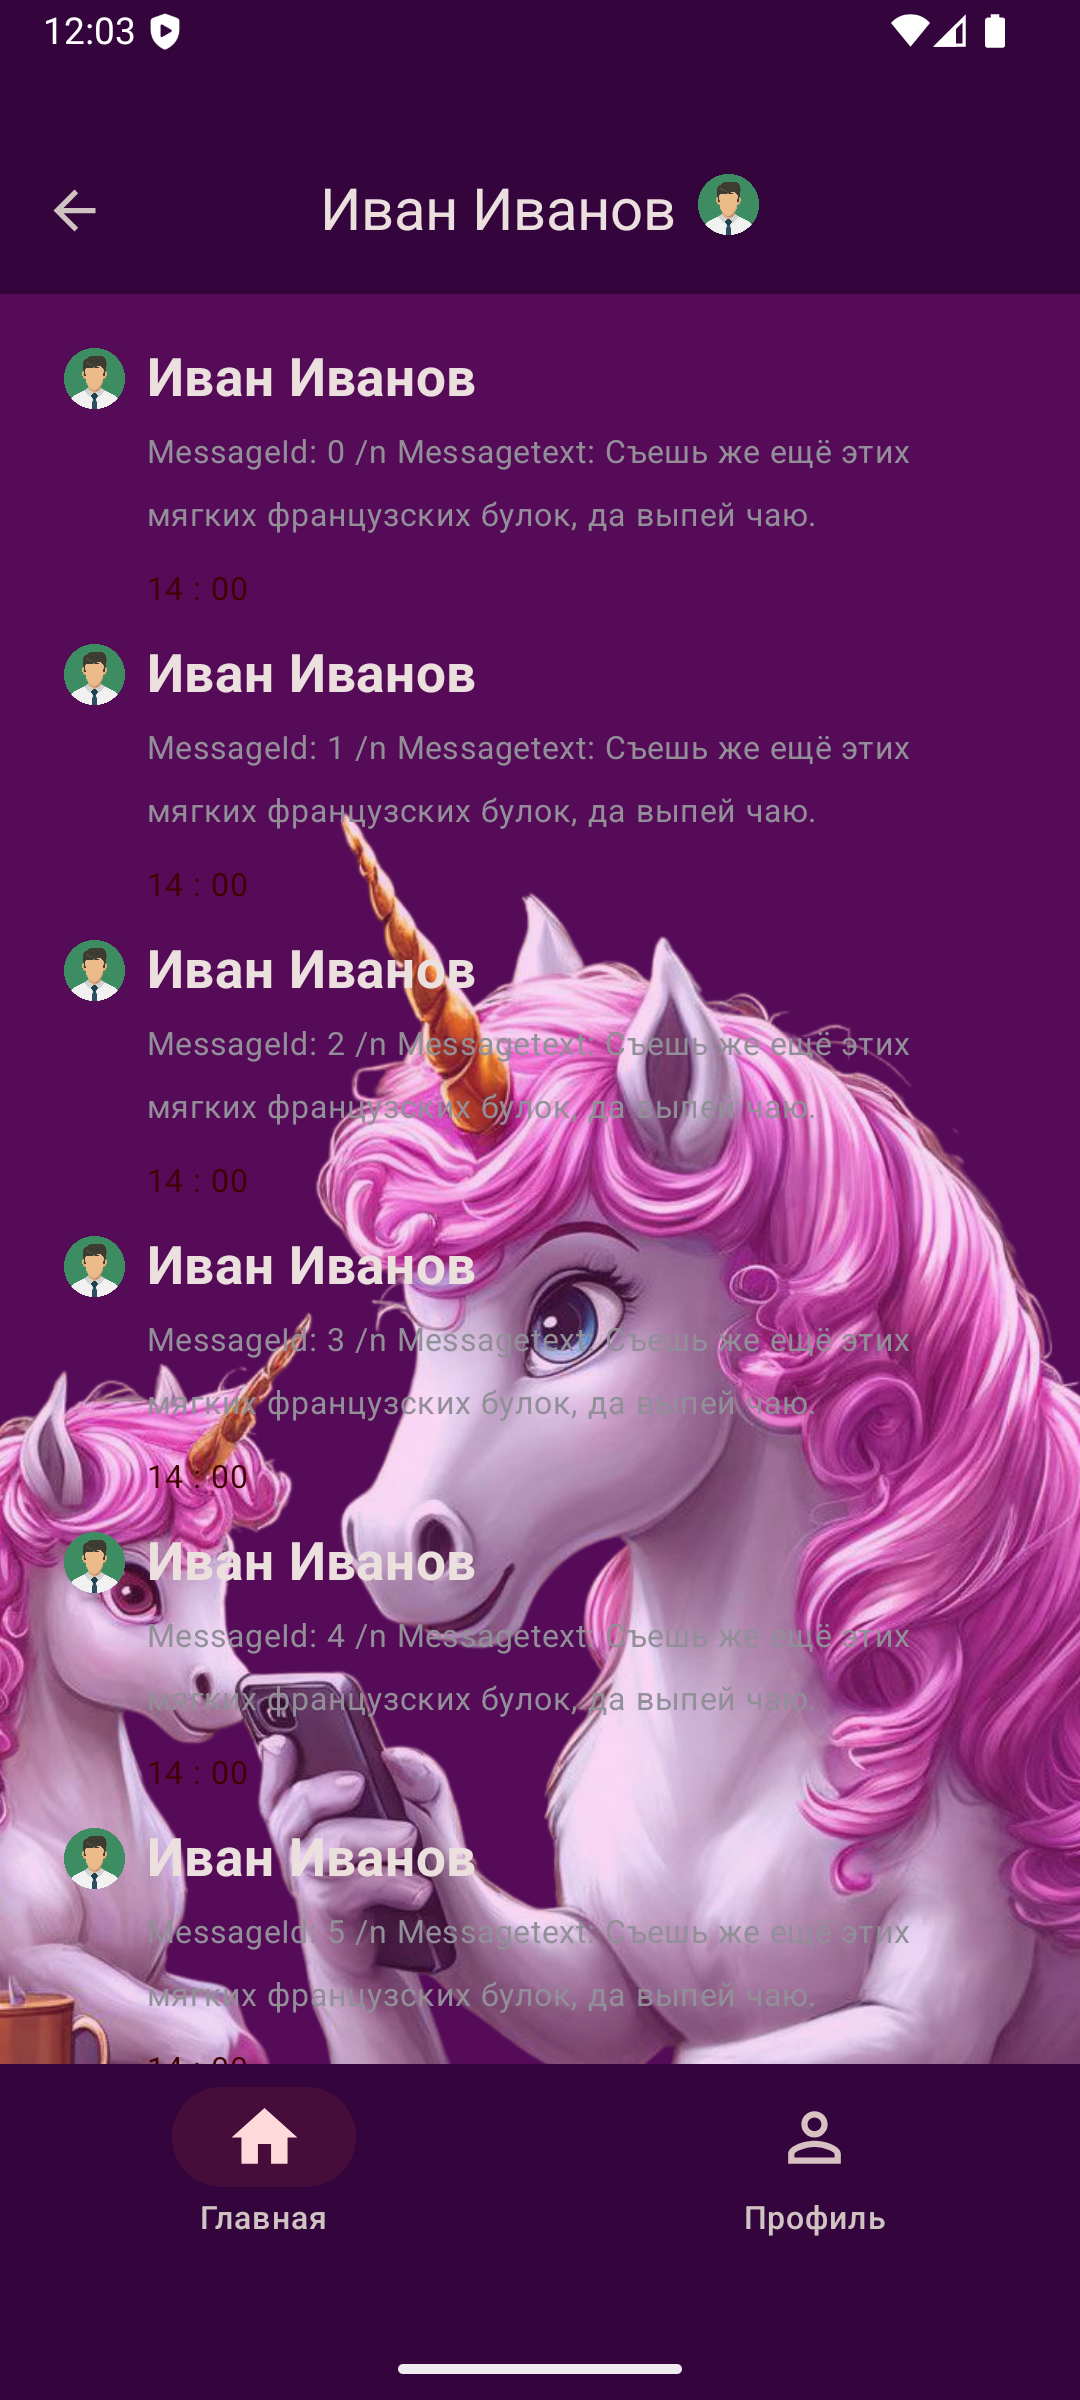 12:03
Иван Иванов
Иван Иванов
MessageId: 0 /n Messagetext: Съешь же ещё этих
мягких французских булок, да выпей чаю.
14 : 00
Иван Иванов
MessageId: 1 /n Messagetext: Съешь же ещё этих
мягких французских булок, да выпей чаю.
14 : 00
Иван Иванов
MessageId: 2 /n Messagetext: Съешь же ещё этих
мягких французских булок, да выпей чаю.
14 : 00
Иван Иванов
MessageId: 3 /n Messagetext: Съешь же ещё этих
мягких французских булок, да выпей чаю.
14 : 00
Иван Иванов
MessageId: 4 /n Messagetext: Съешь же ещё этих
мягких французских булок, да выпей чаю.
14 : 00
Иван Иванов
MessageId: 5 /n Messagetext: Съешь же ещё этих
мягких французских булок, да выпей чаю.
14 : 00
Главная
Профиль